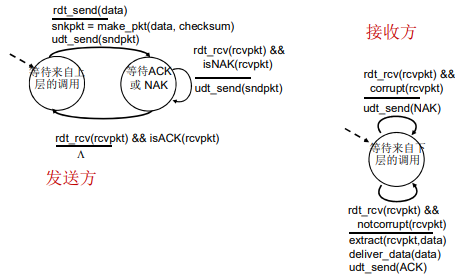 rdt_send(data)
snkpkt = make_pkt(data, checksum)
udt_send(sndpkt)
等待来自上
层的调用
等待ACK
或 NAK
rdt_rcv(rcvpkt) &&
isNAK(rcvpkt)
udt_send(sndpkt)
rdt_rcv(rcvpkt) && isACK(rcvpkt)
Λ
发送方
接收方
rdt_rcv(rcvpkt) &&
corrupt(rcvpkt)
udt_send(NAK)
等待来自下
层的调用
rdt_rcv(rcvpkt) &&
notcorrupt(rcvpkt)
extract(rcvpkt,data)
deliver_data(data)
udt_send(ACK)